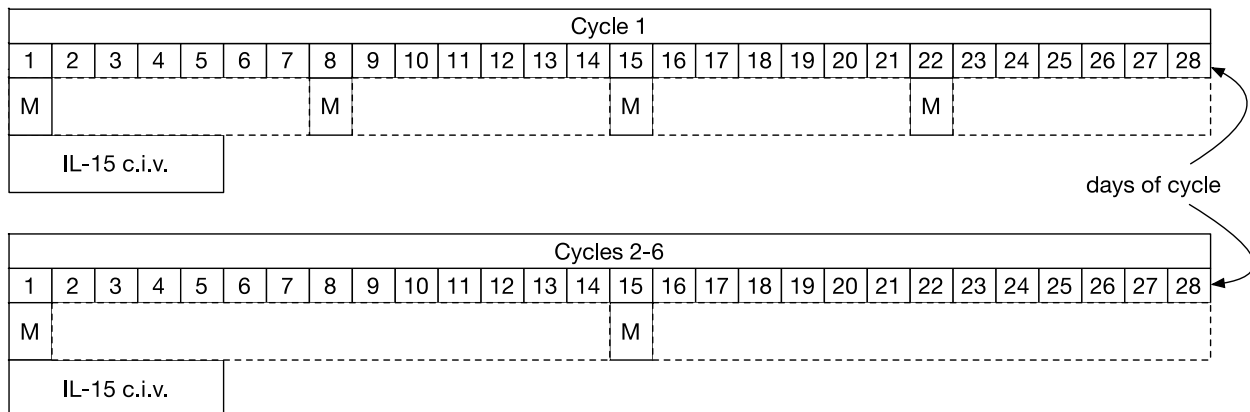 Cycle 1
1 2 3 4 5 6 7 8 9 10 11 12 13 14 15 16 17 18 19 20 21 22 23 24 25 26 27 28
M M M M
IL-15 c.i.v.
days of cycle
Cycles 2-6
1 2 3 4 5 6 7 8 9 10 11 12 13 14 15 16 17 18 19 20 21 22 23 24 25 26 27 28
M M
IL-15 c.i.v.